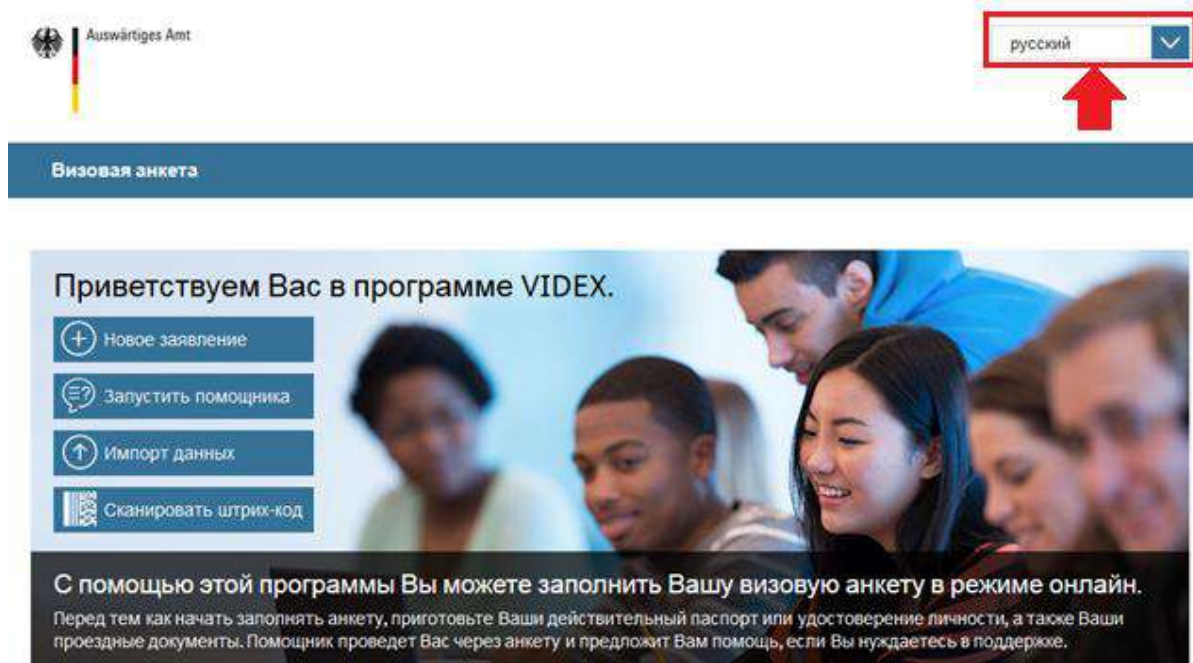 Auswärtiges Amt
русский
Визовая анкета
Приветствуем Вас в программе VIDEX.
Новое заявление
Запустить помощника
Импорт данных
Сканировать штрих-код
С помощью этой программы Вы можете заполнить Вашу визовую анкету в режиме онлайн.
Перед тем как начать заполнять анкету, приготовьте Ваши действительный паспорт или удостоверение личности, а также Ваши
проездные документы. Помощник проведет Вас через анкету и предложит Вам помощь, если Вы нуждаетесь в поддержке.